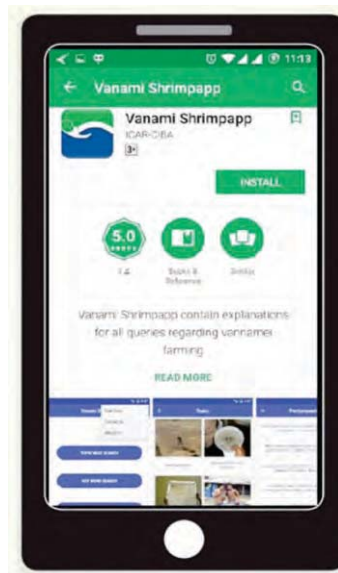 11:13
Vanami Shrimpapp
Vanami Shrimpapp
ICAR-CIBA
3+
INSTALL
5.0
Books &
Reference
Similar
Vanami Shrimpapp contain explanations
for all queries regarding vannamei
farming
READ MORE